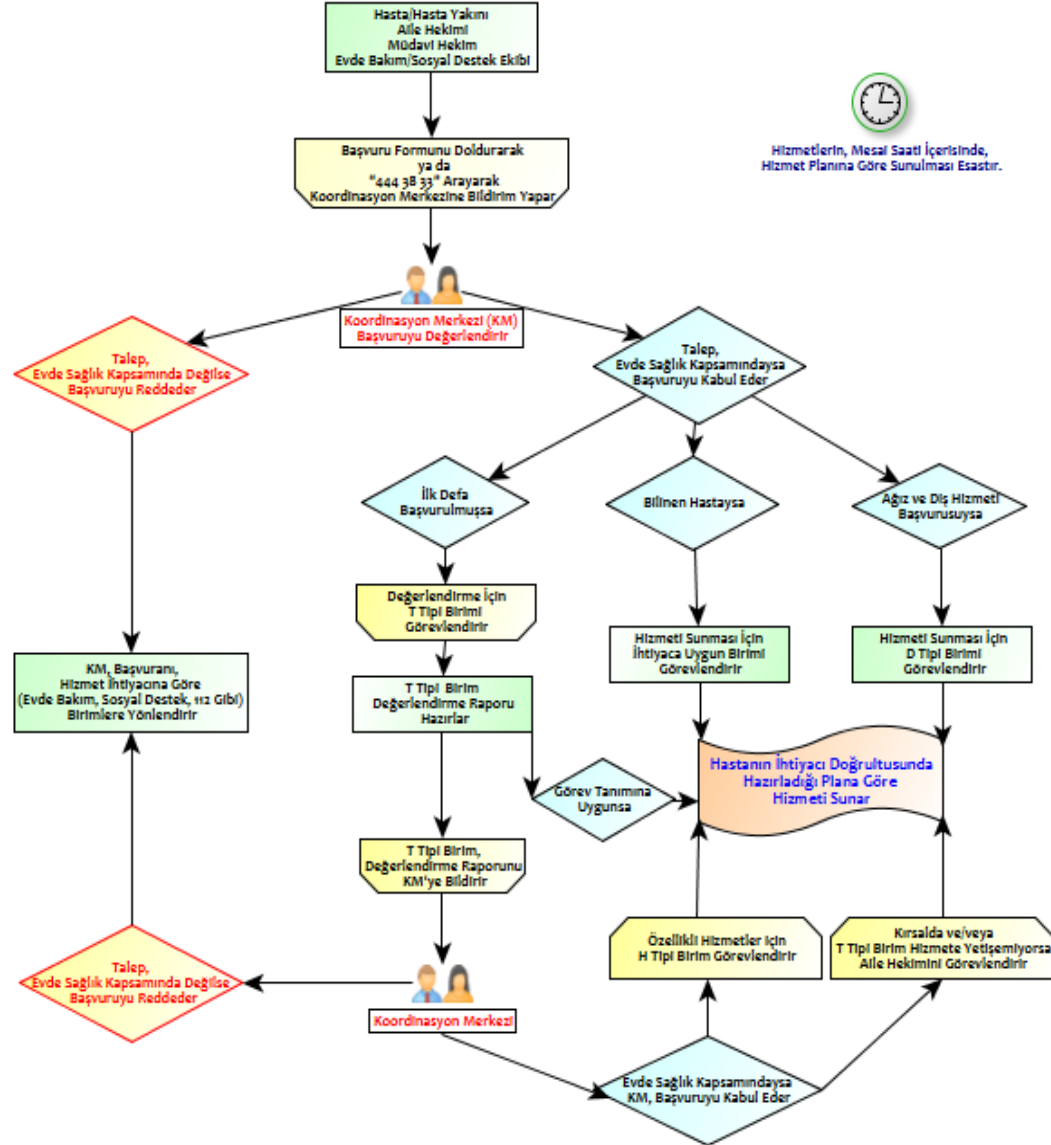 Hasta/Hasta Yakını
Aile Hekimi
Müdavi Hekim
Evde Bakım/Sosyal Destek Ekibi
Hizmetlerin, Mesai Saati İçerisinde,
Hizmet Planına Göre Sunulması Esastır.
Başvuru Formunu Doldurarak
ya da
"444 38 33" Arayarak
Koordinasyon Merkezine Bildirim Yapar
Koordinasyon Merkezi (KM)
Başvuruyu Değerlendirir
Talep,
Evde Sağlık Kapsamında Değilse
Başvuruyu Reddeder
Talep,
Evde Sağlık Kapsamındaysa
Başvuruyu Kabul Eder
İlk Defa
Başvurulmuşsa
Bilinen Hastaysa
Ağız ve Diş Hizmeti
Başvurusuysa
Değerlendirme İçin
T Tipi Birimi
Görevlendirir
Hizmeti Sunması İçin
İhtiyaca Uygun Birimi
Görevlendirir
Hizmeti Sunması İçin
D Tipi Birimi
Görevlendirir
KM, Başvuranı,
Hizmet İhtiyacına Göre
(Evde Bakım, Sosyal Destek, 112 Gibi)
Birimlere Yönlendirir
T Tipi Birim
Değerlendirme Raporu
Hazırlar
Görev Tanımına
Uygunsa
Hastanın İhtiyacı Doğrultusunda
Hazırladığı Plana Göre
Hizmeti Sunar
T Tipi Birim,
Değerlendirme Raporunu
KM'ye Bildirir
Özellikli Hizmetler İçin
H Tipi Birim Görevlendirir
Kırsalda ve/veya
T Tipi Birim Hizmete Yetişemiyorsa
Aile Hekimini Görevlendirir
Talep,
Evde Sağlık Kapsamında Değilse
Başvuruyu Reddeder
Koordinasyon Merkezi
Evde Sağlık Kapsamındaysa
KM, Başvuruyu Kabul Eder